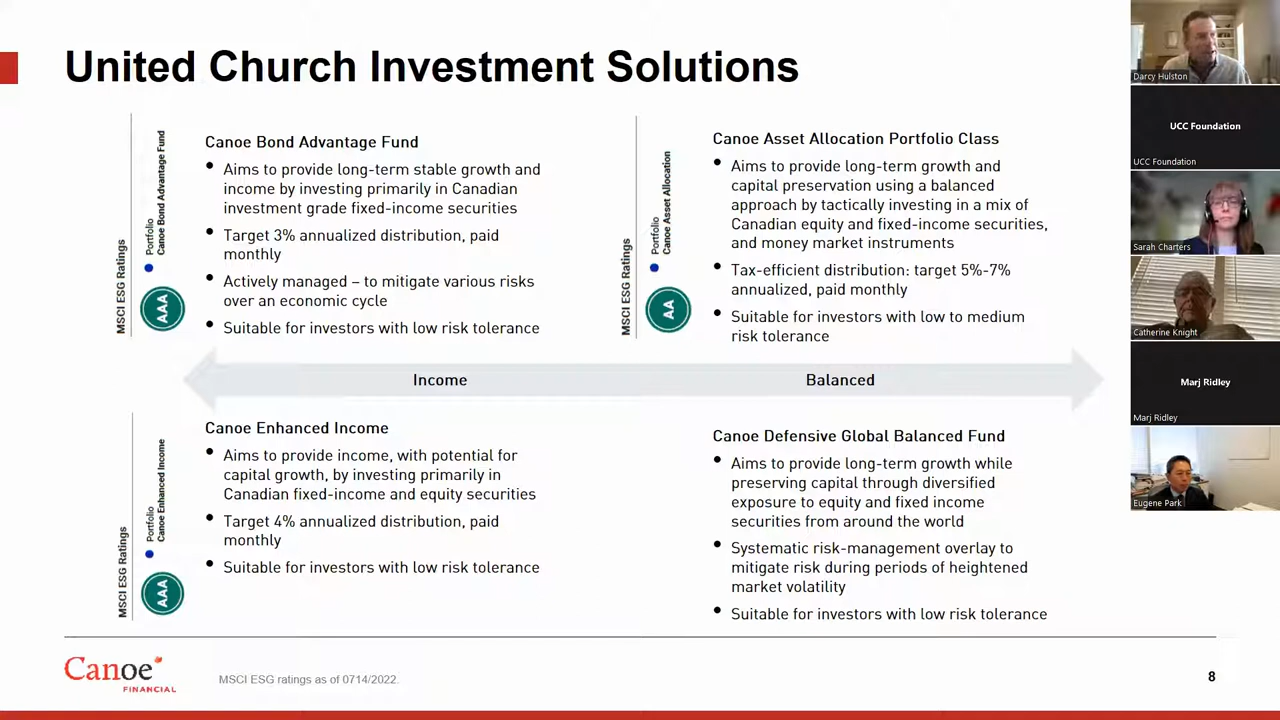 United Church Investment Solutions
MSCI ESG Ratings
Portfolio
Canoe Bond Advantage Fund
AAA
Canoe Bond Advantage Fund
• Aims to provide long-term stable growth and
income by investing primarily in Canadian
investment grade fixed-income securities
• Target 3% annualized distribution, paid
monthly
• Actively managed – to mitigate various risks
over an economic cycle
• Suitable for investors with low risk tolerance
MSCI ESG Ratings
Portfolio
Canoe Asset Allocation
AA
Canoe Asset Allocation Portfolio Class
• Aims to provide long-term growth and
capital preservation using a balanced
approach by tactically investing in a mix of
Canadian equity and fixed-income securities,
and money market instruments
• Tax-efficient distribution: target 5%-7%
annualized, paid monthly
• Suitable for investors with low to medium
risk tolerance
Income
Balanced
MSCI ESG Ratings
Portfolio
Canoe Enhanced Income
AAA
Canoe Enhanced Income
• Aims to provide income, with potential for
capital growth, by investing primarily in
Canadian fixed-income and equity securities
• Target 4% annualized distribution, paid
monthly
• Suitable for investors with low risk tolerance
Canoe Defensive Global Balanced Fund
• Aims to provide long-term growth while
preserving capital through diversified
exposure to equity and fixed income
securities from around the world
• Systematic risk-management overlay to
mitigate risk during periods of heightened
market volatility
• Suitable for investors with low risk tolerance
Canoe
FINANCIAL
MSCI ESG ratings as of 0714/2022.
8
Darcy Hulston
UCC Foundation
UCC Foundation
Sarah Charters
Catherine Knight
Marj Ridley
Marj Ridley
Eugene Park